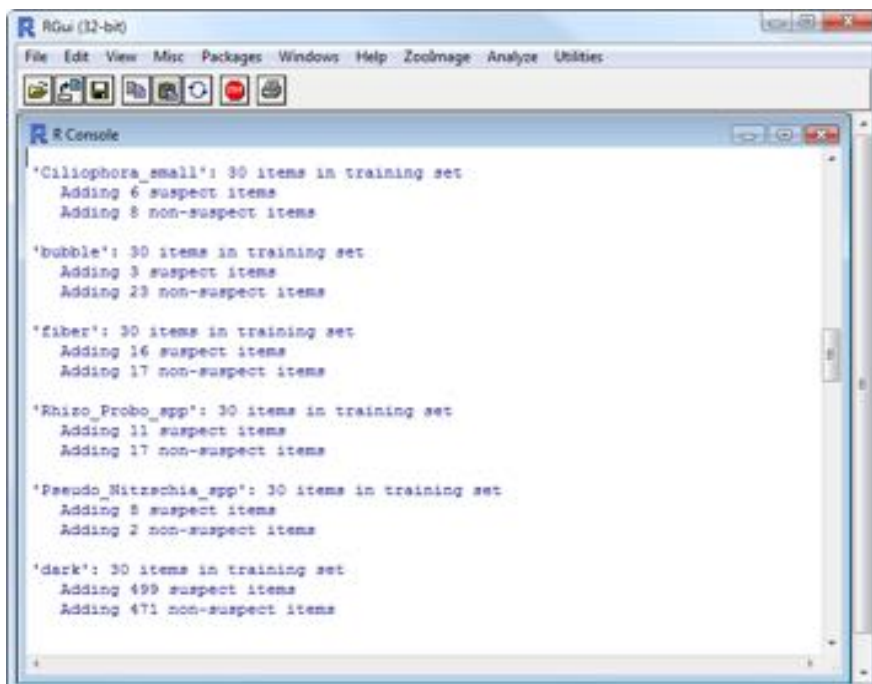 RGui (32-bit)
File Edit View Misc Packages Windows Help ZooImage Analyze Utilities
STOP
R Console
'Ciliophora_small': 30 items in training set
Adding 6 suspect items
Adding 8 non-suspect items
'bubble': 30 items in training set
Adding 3 suspect items
Adding 23 non-suspect items
'fiber': 30 items in training set
Adding 16 suspect items
Adding 17 non-suspect items
'Rhizo_Probo_spp': 30 items in training set
Adding 11 suspect items
Adding 17 non-suspect items
'Pseudo_Nitzschia_spp': 30 items in training set
Adding 8 suspect items
Adding 2 non-suspect items
'dark': 30 items in training set
Adding 499 suspect items
Adding 471 non-suspect items